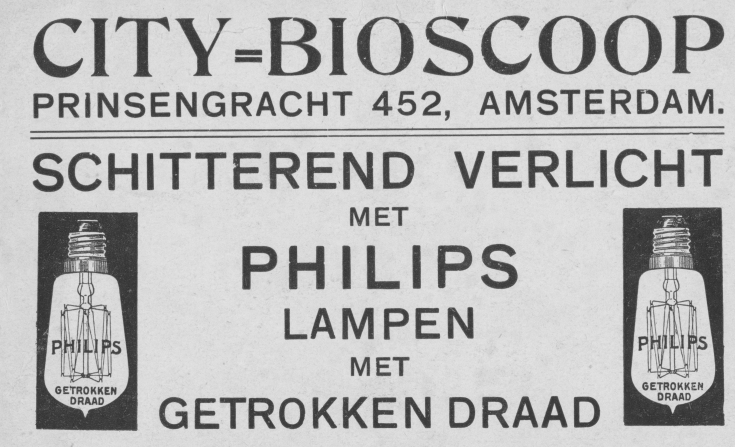 CITY=BIOSCOOP
PRINSENGRACHT 452, AMSTERDAM.
SCHITTEREND VERLICHT
MET
PHILIPS
LAMPEN
MET
GETROKKEN DRAAD
PHILIPS
GETROKKEN
DRAAD
PHILIPS
GETROKKEN
DRAAD